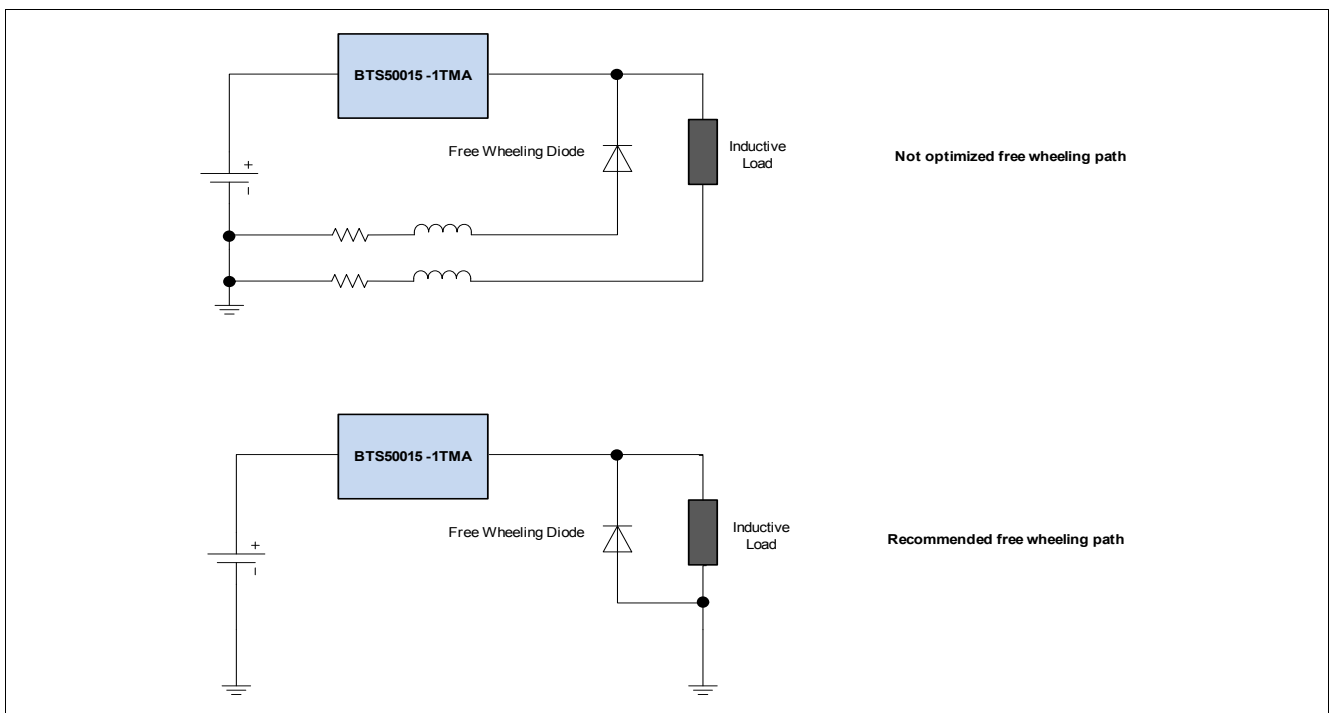 BTS50015 -1TMA
+
–
Free Wheeling Diode
Inductive
Load
Not optimized free wheeling path
BTS50015 -1TMA
+
–
Free Wheeling Diode
Inductive
Load
Recommended free wheeling path